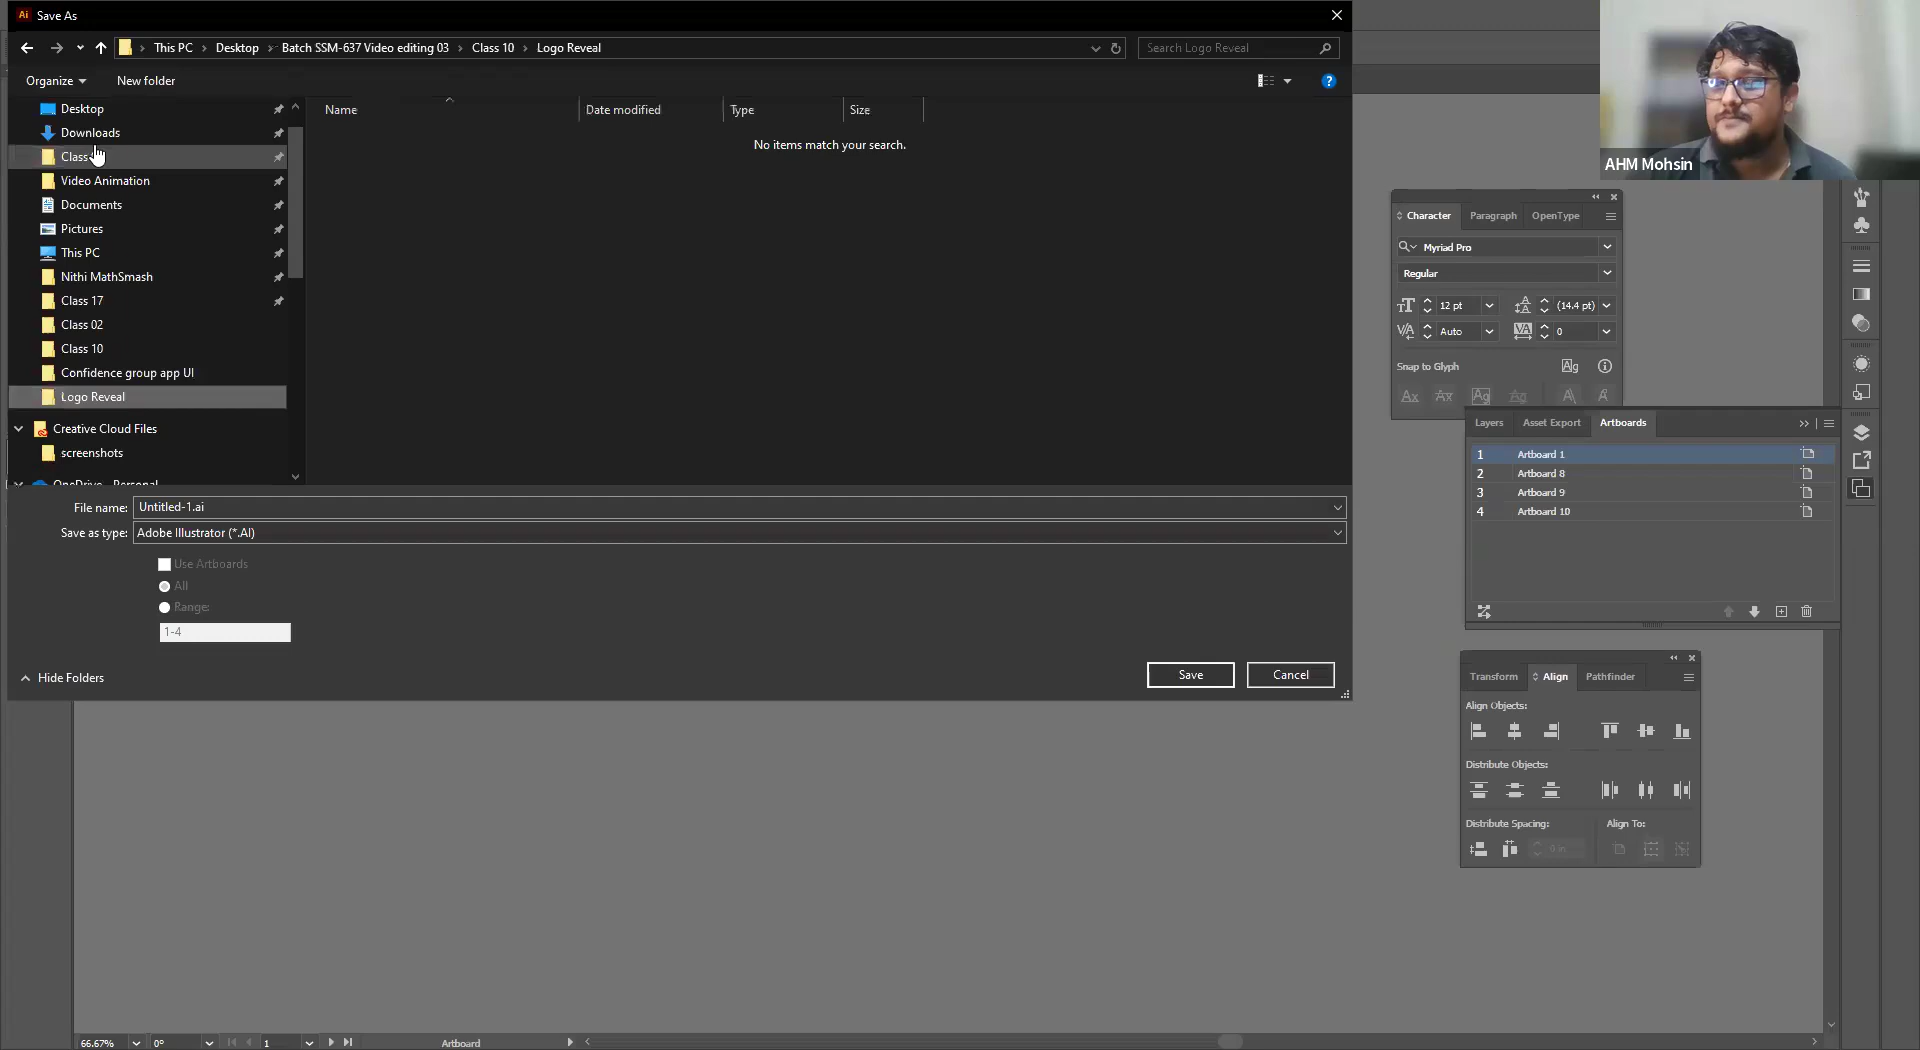 Ai Save As
This PC > Desktop > Batch SSM-637 Video editing 03 > Class 10 > Logo Reveal
Search Logo Reveal
Organize
New folder
Name
Date modified
Type
Size
No items match your search.
Desktop
Downloads
Class
Video Animation
Documents
Pictures
This PC
Nithi MathSmash
Class 17
Class 02
Class 10
Confidence group app UI
Logo Reveal
Creative Cloud Files
screenshots
OneDrive - Personal
File name: Untitled-1.ai
Save as type: Adobe Illustrator (*.AI)
Use Artboards
All
Range:
1-4
Hide Folders
Save
Cancel
AHM Mohsin
Character Paragraph OpenType
Myriad Pro
Regular
12 pt (14.4 pt)
Auto 0
Snap to Glyph
Layers Asset Export Artboards
1 Artboard 1
2 Artboard 8
3 Artboard 9
4 Artboard 10
Transform Align Pathfinder
Align Objects:
Distribute Objects:
Distribute Spacing: Align To:
0 in
66.67% 0° 1 Artboard